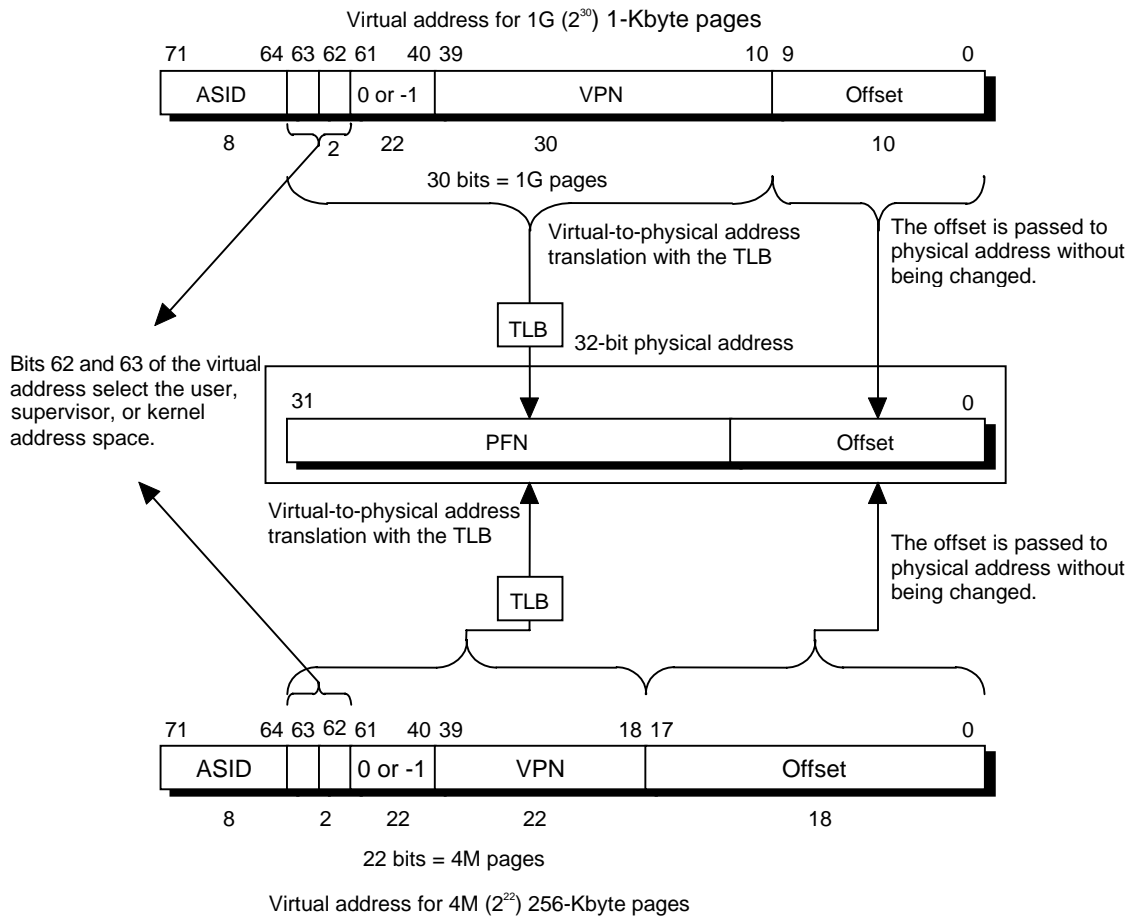 Virtual address for 1G (2³⁰) 1-Kbyte pages
71 64 63 62 61 40 39 10 9 0
ASID 0 or -1 VPN Offset
8 2 22 30 10
30 bits = 1G pages
Virtual-to-physical address
translation with the TLB
The offset is passed to
physical address without
being changed.
TLB
32-bit physical address
Bits 62 and 63 of the virtual
address select the user,
supervisor, or kernel
address space.
31 0
PFN Offset
Virtual-to-physical address
translation with the TLB
The offset is passed to
physical address without
being changed.
TLB
71 64 63 62 61 40 39 18 17 0
ASID 0 or -1 VPN Offset
8 2 22 22 18
22 bits = 4M pages
Virtual address for 4M (2²²) 256-Kbyte pages